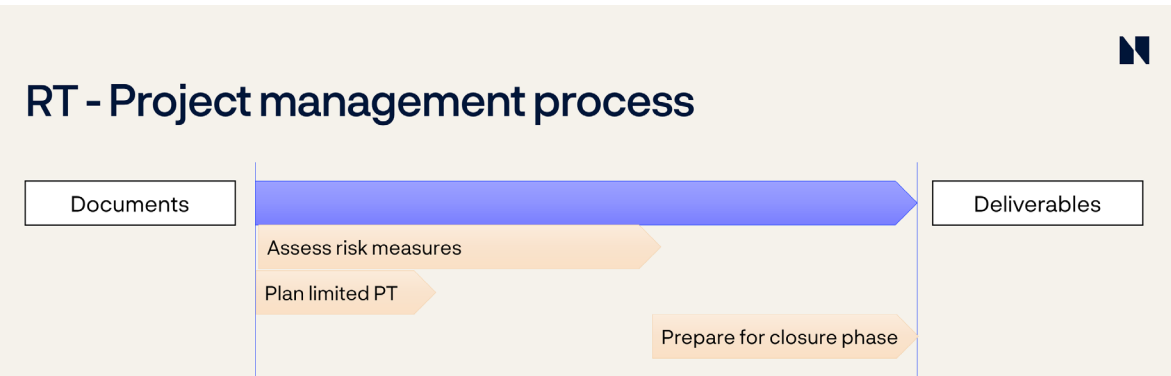 RT - Project management process
Documents
Deliverables
Assess risk measures
Plan limited PT
Prepare for closure phase